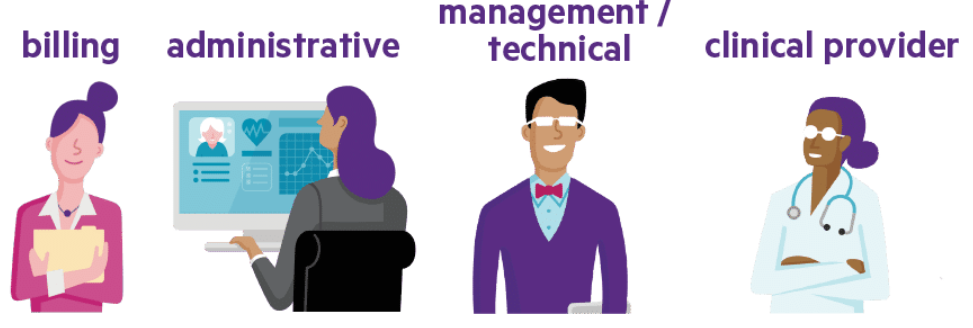 billing
administrative
management /
technical
clinical provider